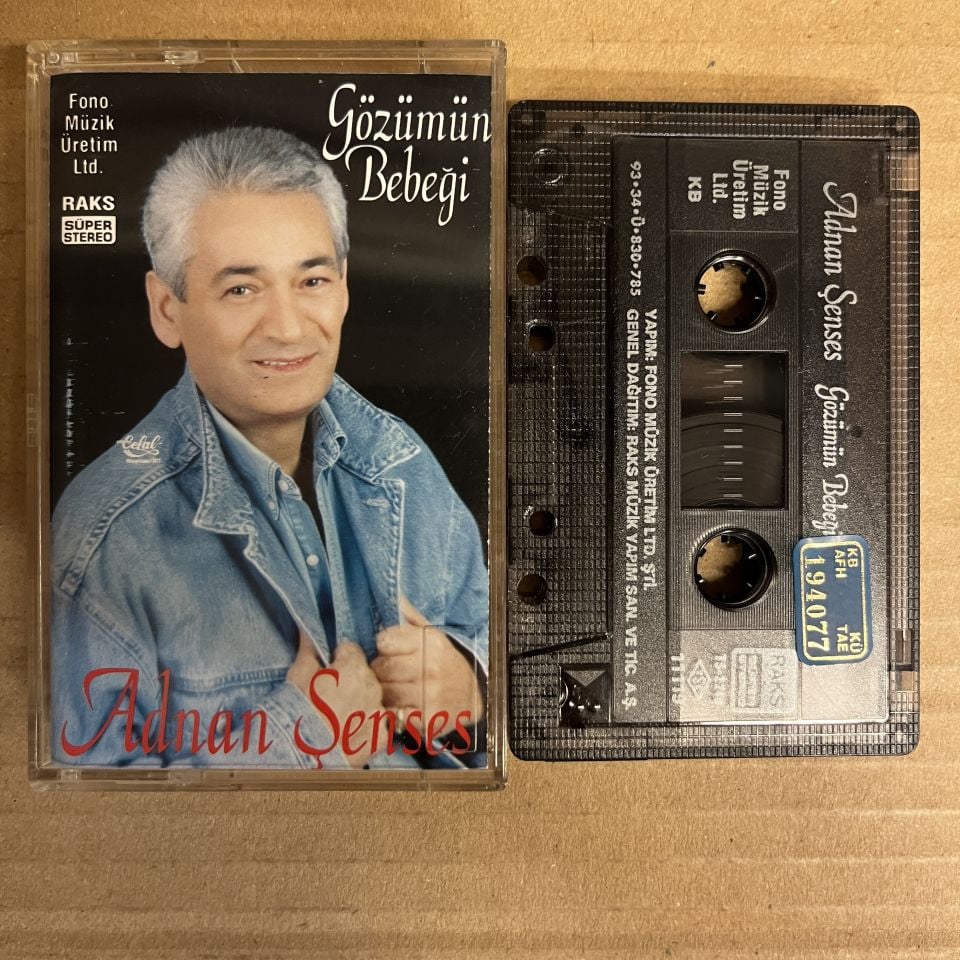 Fono
Müzik
Üretim
Ltd.
RAKS
SÜPER
STEREO
Gözümün
Bebeği
Celal
Adnan Şenses
Adnan Şenses Gözümün Bebeği
Fono
Müzik
Üretim
Ltd.
KB
YAPIM: FONO MÜZİK ÜRETİM LTD. ŞTİ.
93•34•Ü•830•785 GENEL DAĞITIM: RAKS MÜZİK YAPIM SAN. VE TİC. A.Ş.
KB KÜ
AFH TAE
194077
RAKS